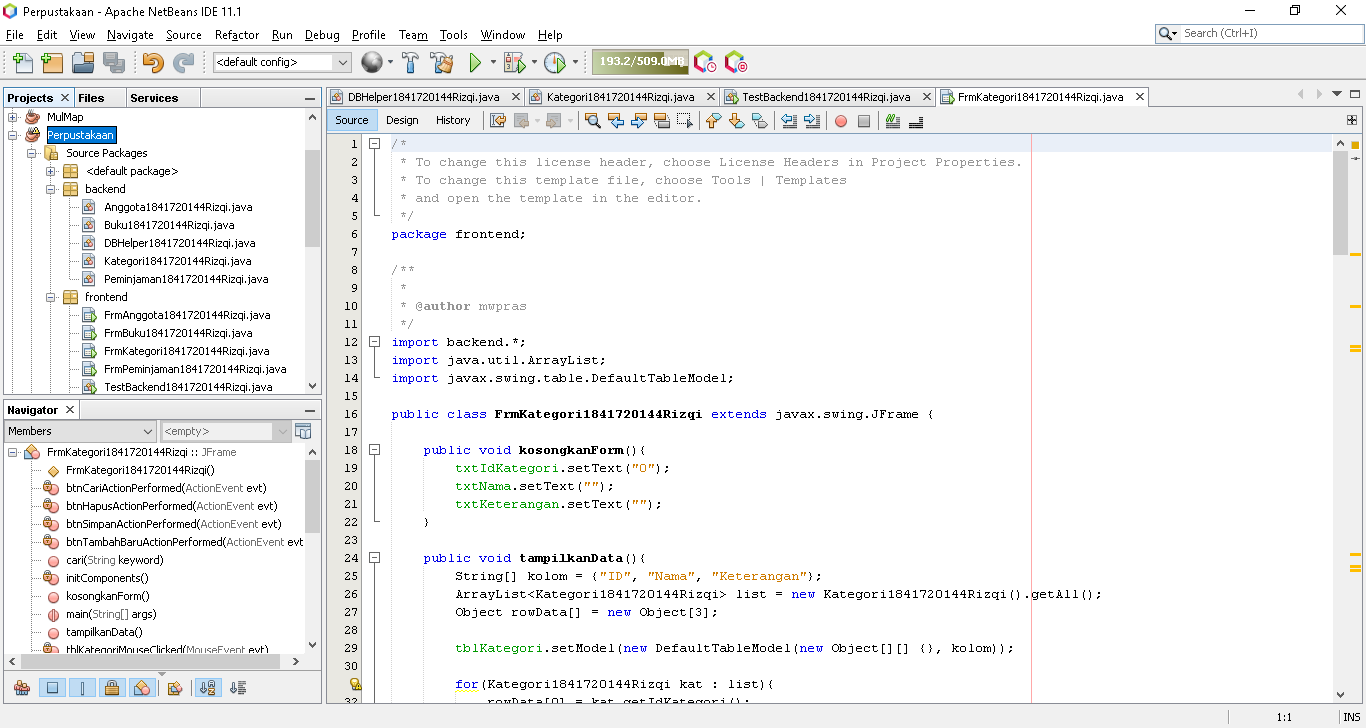 Perpustakaan - Apache NetBeans IDE 11.1
File Edit View Navigate Source Refactor Run Debug Profile Team Tools Window Help
Search (Ctrl+I)
<default config>
193.2/509.0MB
Projects Files Services
MulMap
Perpustakaan
Source Packages
<default package>
backend
Anggota1841720144Rizqi.java
Buku1841720144Rizqi.java
DBHelper1841720144Rizqi.java
Kategori1841720144Rizqi.java
Peminjaman1841720144Rizqi.java
frontend
FrmAnggota1841720144Rizqi.java
FrmBuku1841720144Rizqi.java
FrmKategori1841720144Rizqi.java
FrmPeminjaman1841720144Rizqi.java
TestBackend1841720144Rizqi.java
Navigator
Members
<empty>
FrmKategori1841720144Rizqi :: JFrame
FrmKategori1841720144Rizqi()
btnCariActionPerformed(ActionEvent evt)
btnHapusActionPerformed(ActionEvent evt)
btnSimpanActionPerformed(ActionEvent evt)
btnTambahBaruActionPerformed(ActionEvent evt
cari(String keyword)
initComponents()
kosongkanForm()
main(String[] args)
tampilkanData()
tblKategoriMouseClicked(MouseEvent evt)
DBHelper1841720144Rizqi.java Kategori1841720144Rizqi.java TestBackend1841720144Rizqi.java FrmKategori1841720144Rizqi.java
Source Design History
1 /*
2 * To change this license header, choose License Headers in Project Properties.
3 * To change this template file, choose Tools | Templates
4 * and open the template in the editor.
5 */
6 package frontend;
7
8 /**
9 *
10 * @author mwpras
11 */
12 import backend.*;
13 import java.util.ArrayList;
14 import javax.swing.table.DefaultTableModel;
15
16 public class FrmKategori1841720144Rizqi extends javax.swing.JFrame {
17
18 public void kosongkanForm(){
19 txtIdKategori.setText("0");
20 txtNama.setText("");
21 txtKeterangan.setText("");
22 }
23
24 public void tampilkanData(){
25 String[] kolom = {"ID", "Nama", "Keterangan"};
26 ArrayList<Kategori1841720144Rizqi> list = new Kategori1841720144Rizqi().getAll();
27 Object rowData[] = new Object[3];
28
29 tblKategori.setModel(new DefaultTableModel(new Object[][] {}, kolom));
30
for(Kategori1841720144Rizqi kat : list){
32 rowData[0] = kat.getIdKategori();
1:1 INS